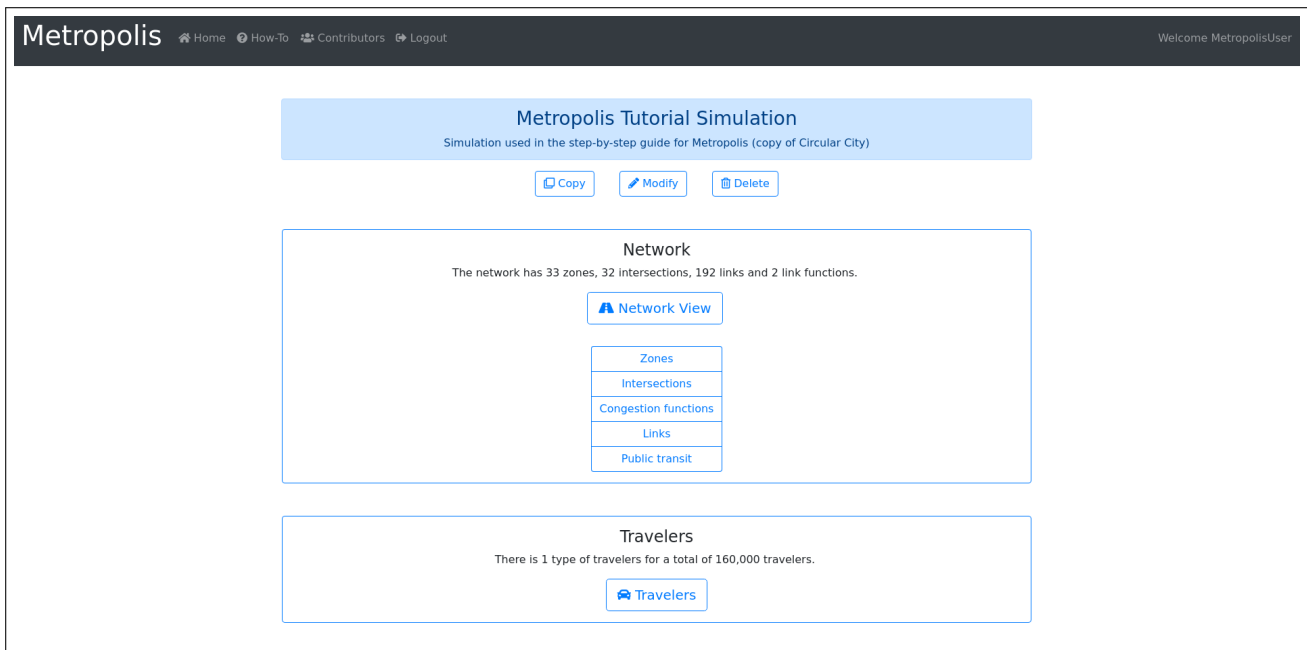 Metropolis Home How-To Contributors Logout Welcome MetropolisUser
Metropolis Tutorial Simulation
Simulation used in the step-by-step guide for Metropolis (copy of Circular City)
Copy Modify Delete
Network
The network has 33 zones, 32 intersections, 192 links and 2 link functions.
Network View
Zones
Intersections
Congestion functions
Links
Public transit
Travelers
There is 1 type of travelers for a total of 160,000 travelers.
Travelers